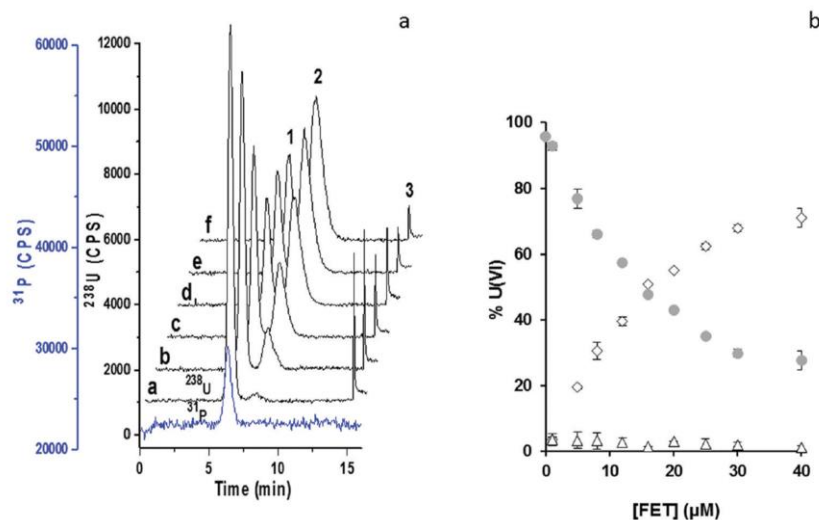 a
b
60000
50000
40000
30000
20000
³¹P (CPS)
12000
10000
8000
6000
4000
2000
0
²³⁸U (CPS)
2
1
3
f
e
d
c
b
a
²³⁸U
³¹P
0
5
10
15
Time (min)
100
80
60
40
20
0
% U(VI)
0
10
20
30
40
[FET] (µM)